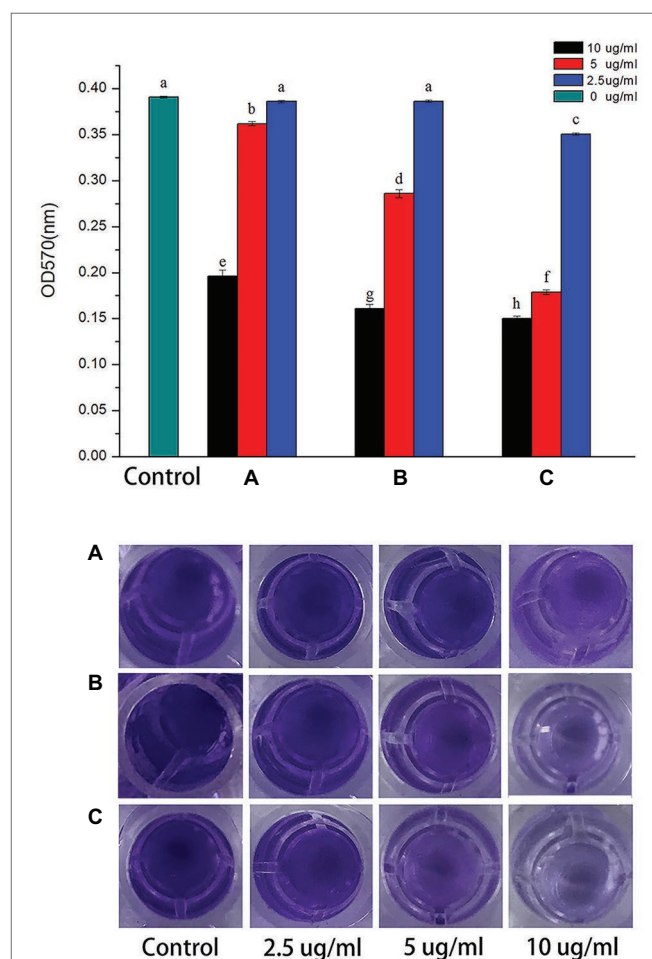 10 ug/ml
5 ug/ml
2.5ug/ml
0 ug/ml
OD570(nm)
0.40
0.35
0.30
0.25
0.20
0.15
0.10
0.05
0.00
a
e
b
a
g
d
a
h
f
c
Control
A
B
C
A
B
C
Control
2.5 ug/ml
5 ug/ml
10 ug/ml